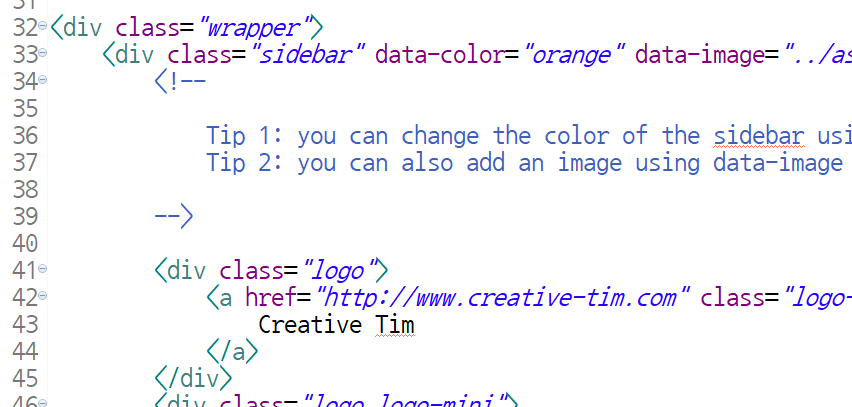 31
32 <div class="wrapper">
33 <div class="sidebar" data-color="orange" data-image="../as
34 <!--
35
36 Tip 1: you can change the color of the sidebar usi
37 Tip 2: you can also add an image using data-image
38
39 -->
40
41 <div class="logo">
42 <a href="http://www.creative-tim.com" class="logo-
43 Creative Tim
44 </a>
45 </div>
46 <div class="logo logo-mini">